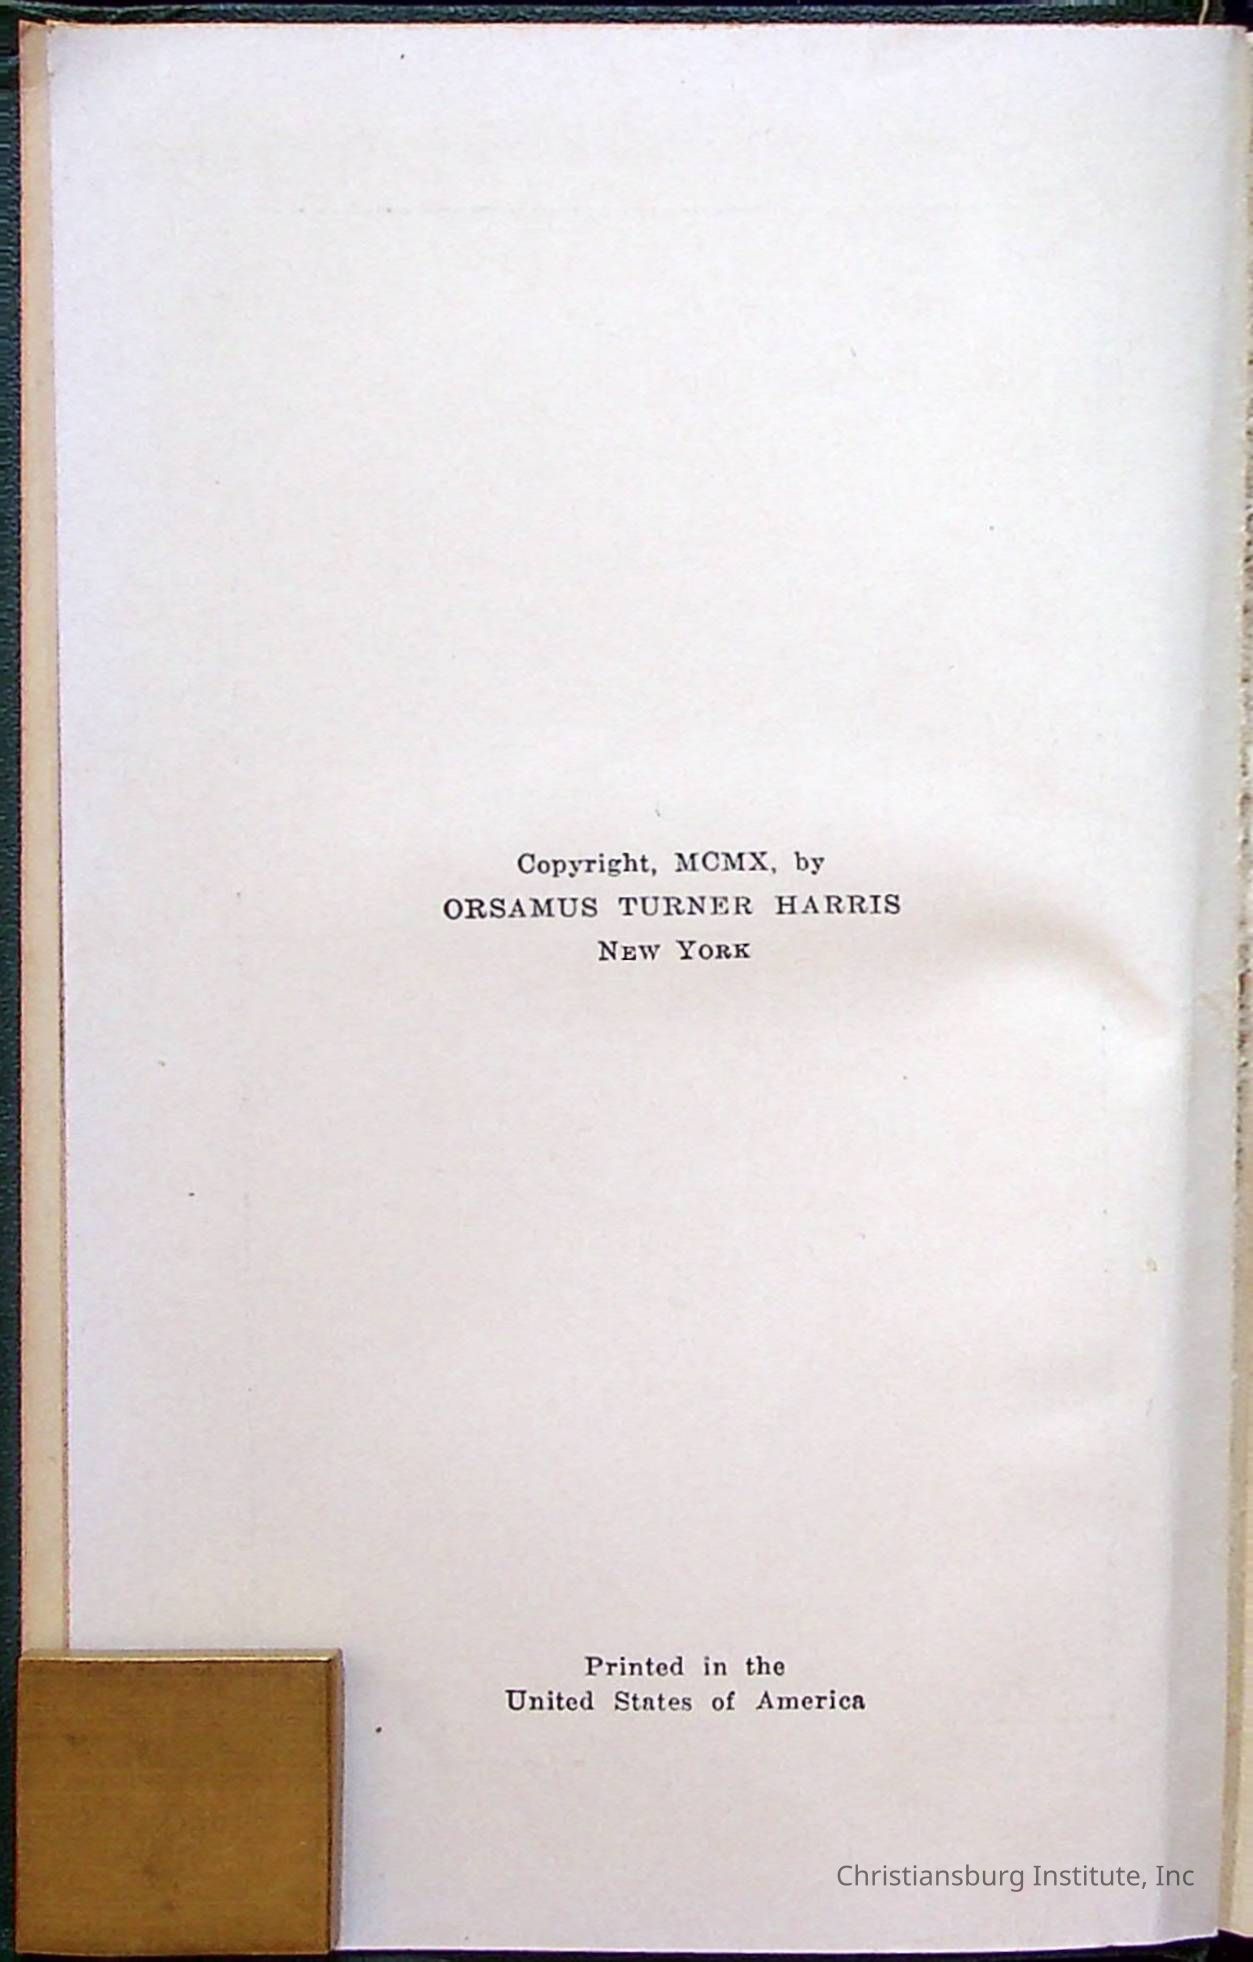 Copyright, MCMX, by
ORSAMUS TURNER HARRIS
NEW YORK
Printed in the
United States of America
Christiansburg Institute, Inc